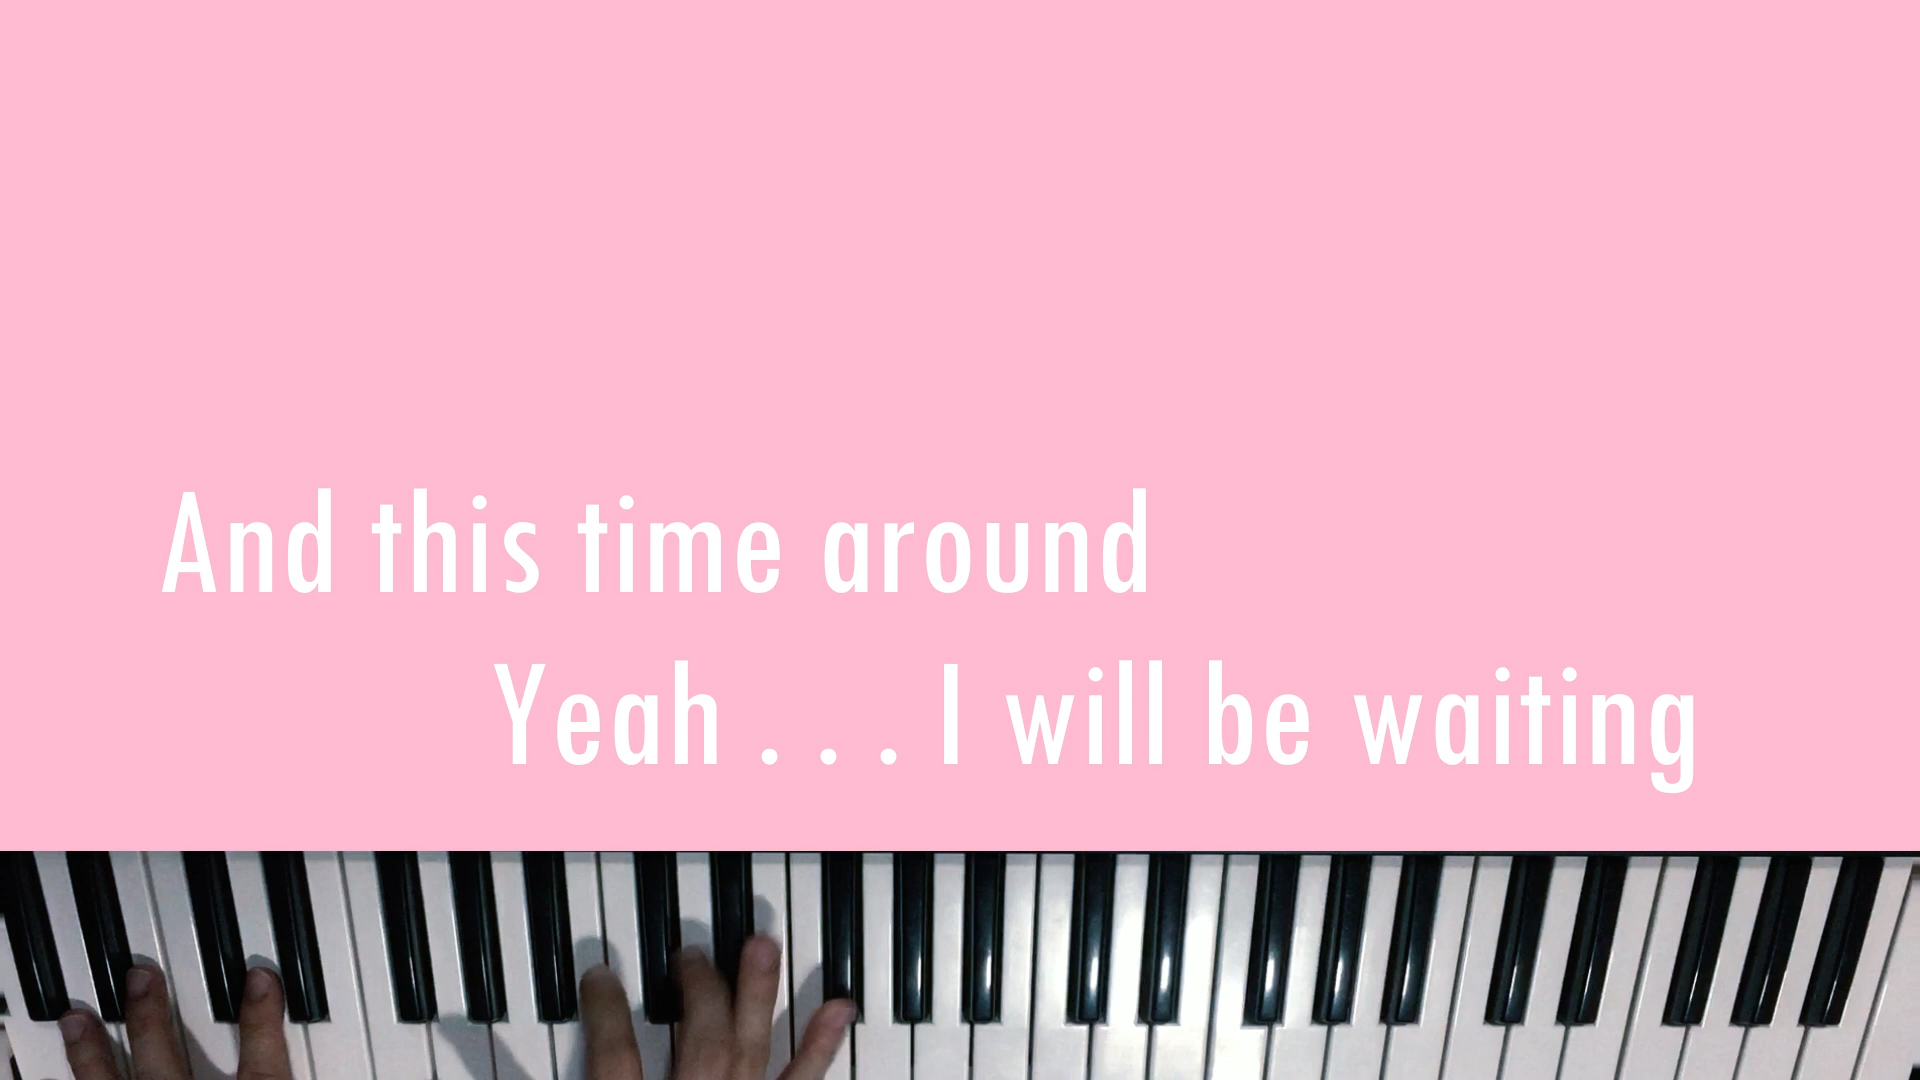 And this time around
Yeah . . . I will be waiting